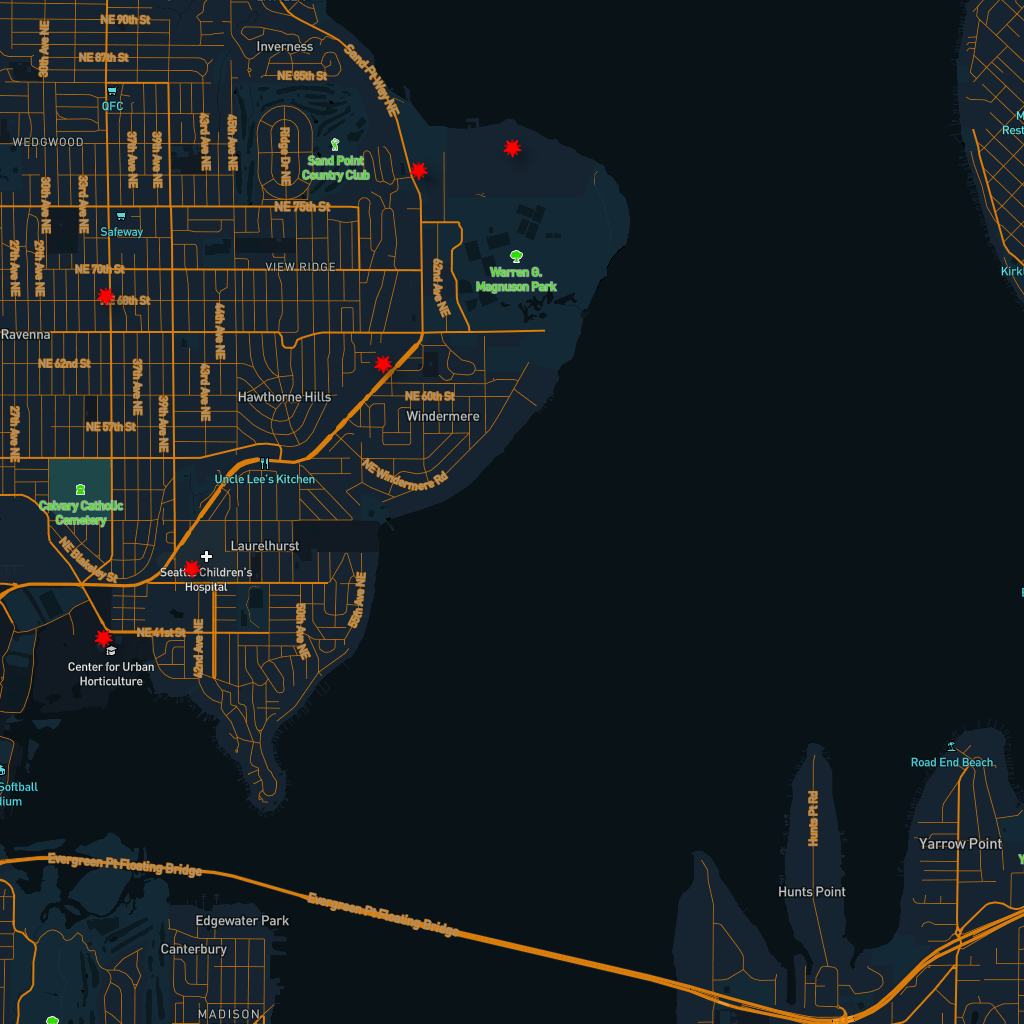 NE 90th St
30th Ave NE
Inverness
NE 87th St
Sand Pt Way NE
NE 85th St
QFC
WEDGWOOD
37th Ave NE
39th Ave NE
43rd Ave NE
45th Ave NE
Ridge Dr NE
Sand Point
Country Club
30th Ave NE
33rd Ave NE
NE 75th St
Safeway
27th Ave NE
29th Ave NE
NE 70th St
VIEW RIDGE
62nd Ave NE
Warren G.
Magnuson Park
Kirkl
NE 68th St
44th Ave NE
Ravenna
NE 62nd St
37th Ave NE
43rd Ave NE
39th Ave NE
Hawthorne Hills
NE 60th St
Windermere
27th Ave NE
NE 57th St
NE Windermere Rd
Uncle Lee's Kitchen
Calvary Catholic
Cemetery
NE Blakeley St
Laurelhurst
Seattle Children's
Hospital
55th Ave NE
50th Ave NE
NE 41st St
42nd Ave NE
Center for Urban
Horticulture
Softball
dium
Road End Beach
Hunts Pt Rd
Yarrow Point
Evergreen Pt Floating Bridge
Hunts Point
Evergreen Pt Floating Bridge
Edgewater Park
Canterbury
MADISON